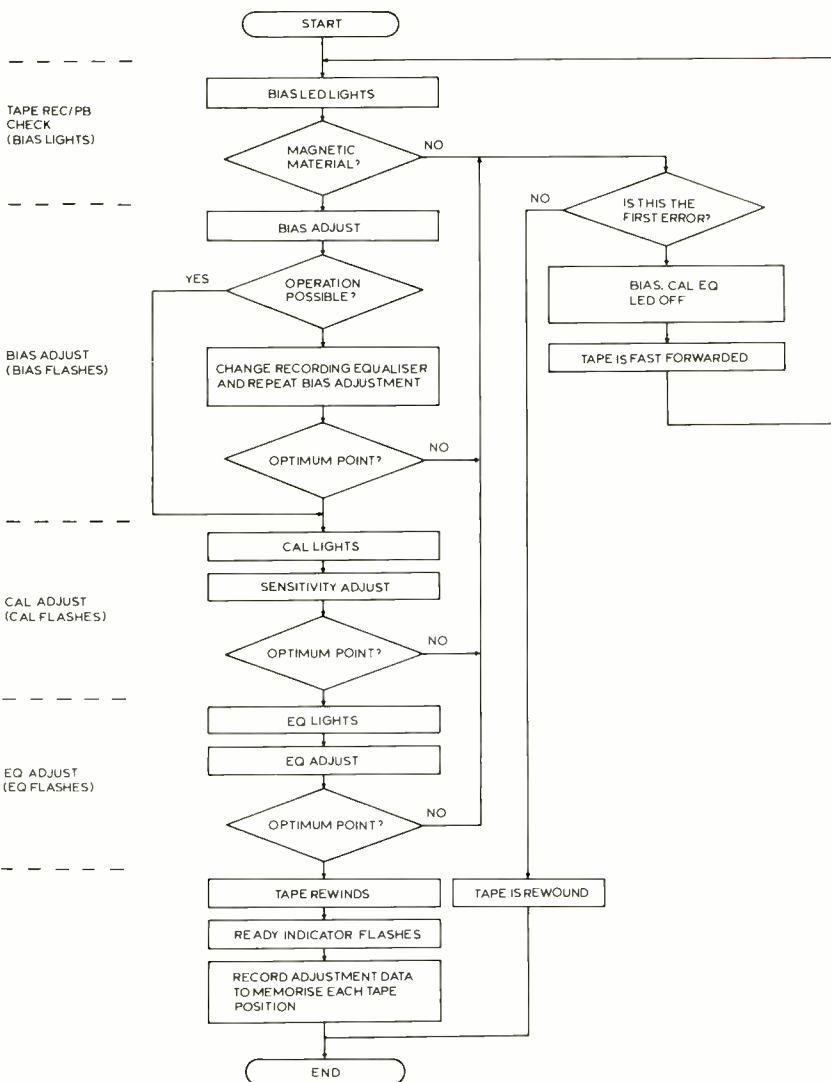 START
TAPE REC/PB
CHECK
(BIAS LIGHTS)
BIAS LED LIGHTS
MAGNETIC
MATERIAL?
NO
IS THIS THE
FIRST ERROR?
NO
BIAS ADJUST
(BIAS FLASHES)
BIAS ADJUST
OPERATION
POSSIBLE?
YES
BIAS. CAL EQ
LED OFF
TAPE IS FAST FORWARDED
CHANGE RECORDING EQUALISER
AND REPEAT BIAS ADJUSTMENT
OPTIMUM POINT?
NO
CAL ADJUST
(CAL FLASHES)
CAL LIGHTS
SENSITIVITY ADJUST
OPTIMUM POINT?
NO
EQ ADJUST
(EQ FLASHES)
EQ LIGHTS
EQ ADJUST
OPTIMUM POINT?
NO
TAPE REWINDS
TAPE IS REWOUND
READY INDICATOR FLASHES
RECORD ADJUSTMENT DATA
TO MEMORISE EACH TAPE
POSITION
END